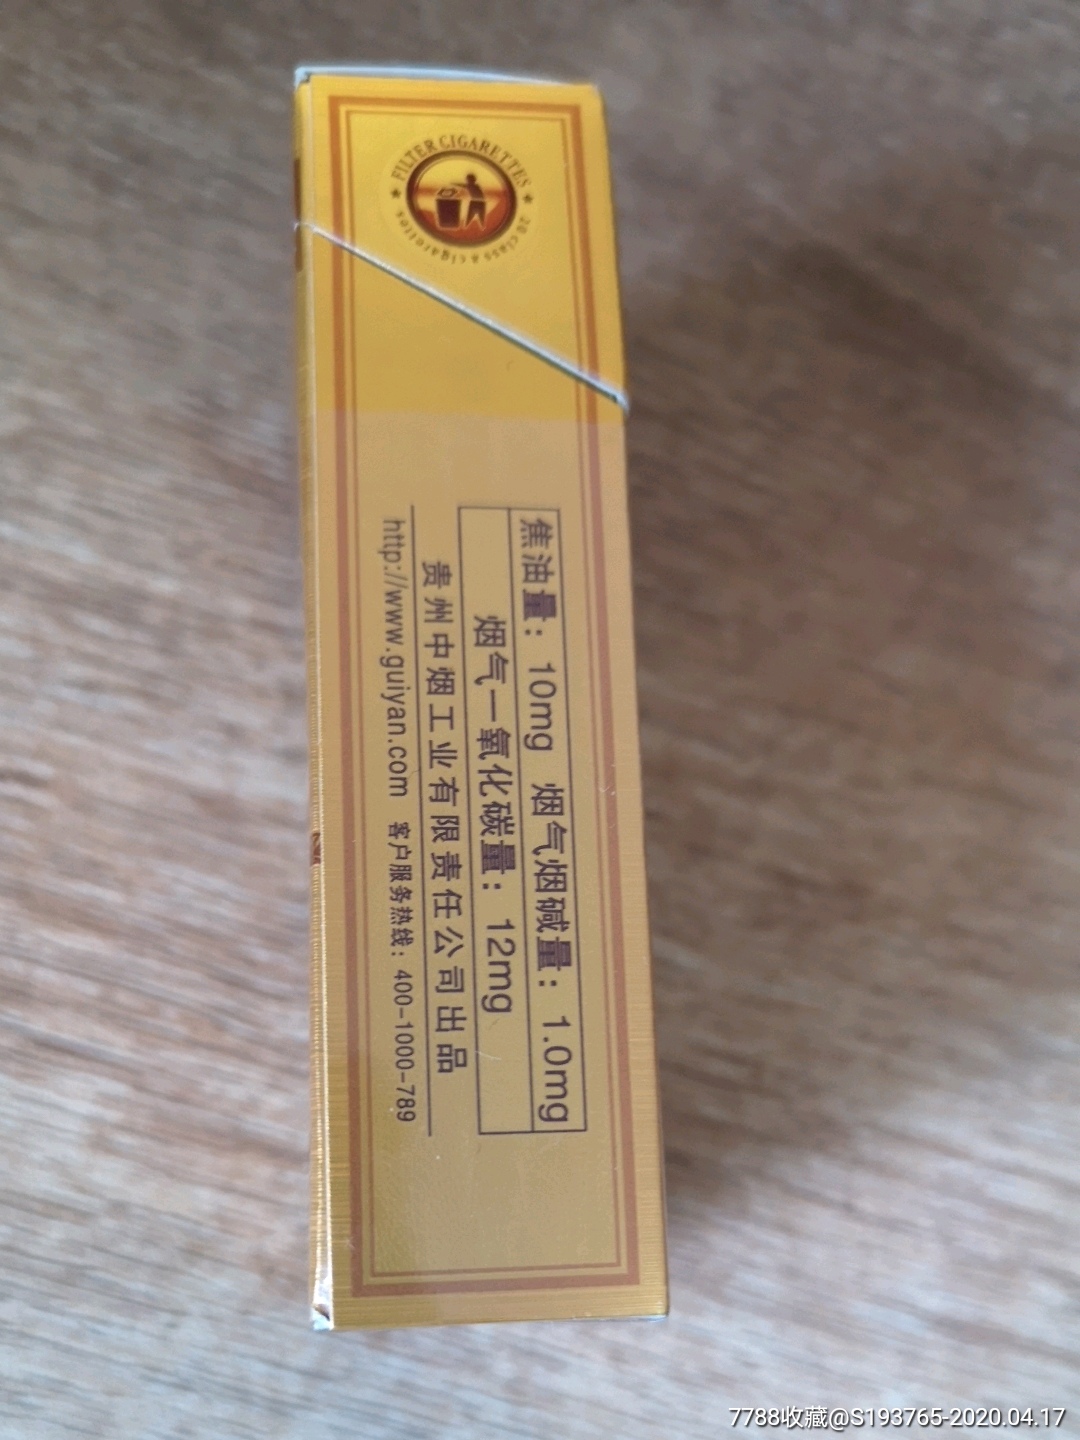 FILTER CIGARETTES
20 class a cigarettes
焦油量：10mg 烟气烟碱量：1.0mg
烟气一氧化碳量：12mg
贵州中烟工业有限责任公司出品
http://www.guiyan.com 客户服务热线：400-1000-789
7788收藏@S193765-2020.04.17